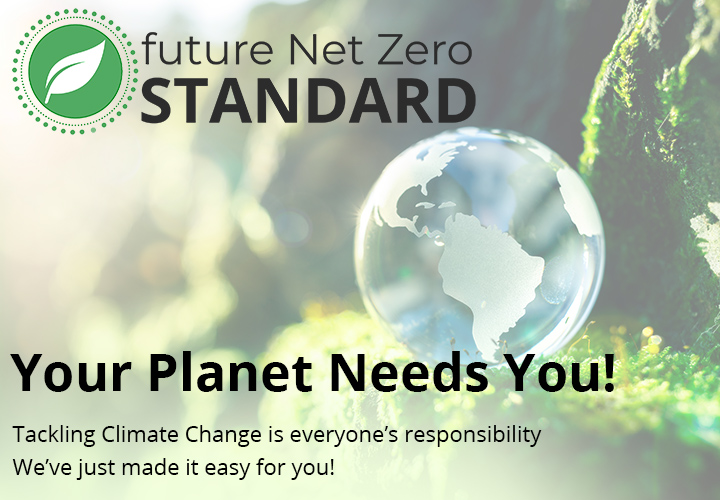 future Net Zero
STANDARD
Your Planet Needs You!
Tackling Climate Change is everyone’s responsibility
We’ve just made it easy for you!